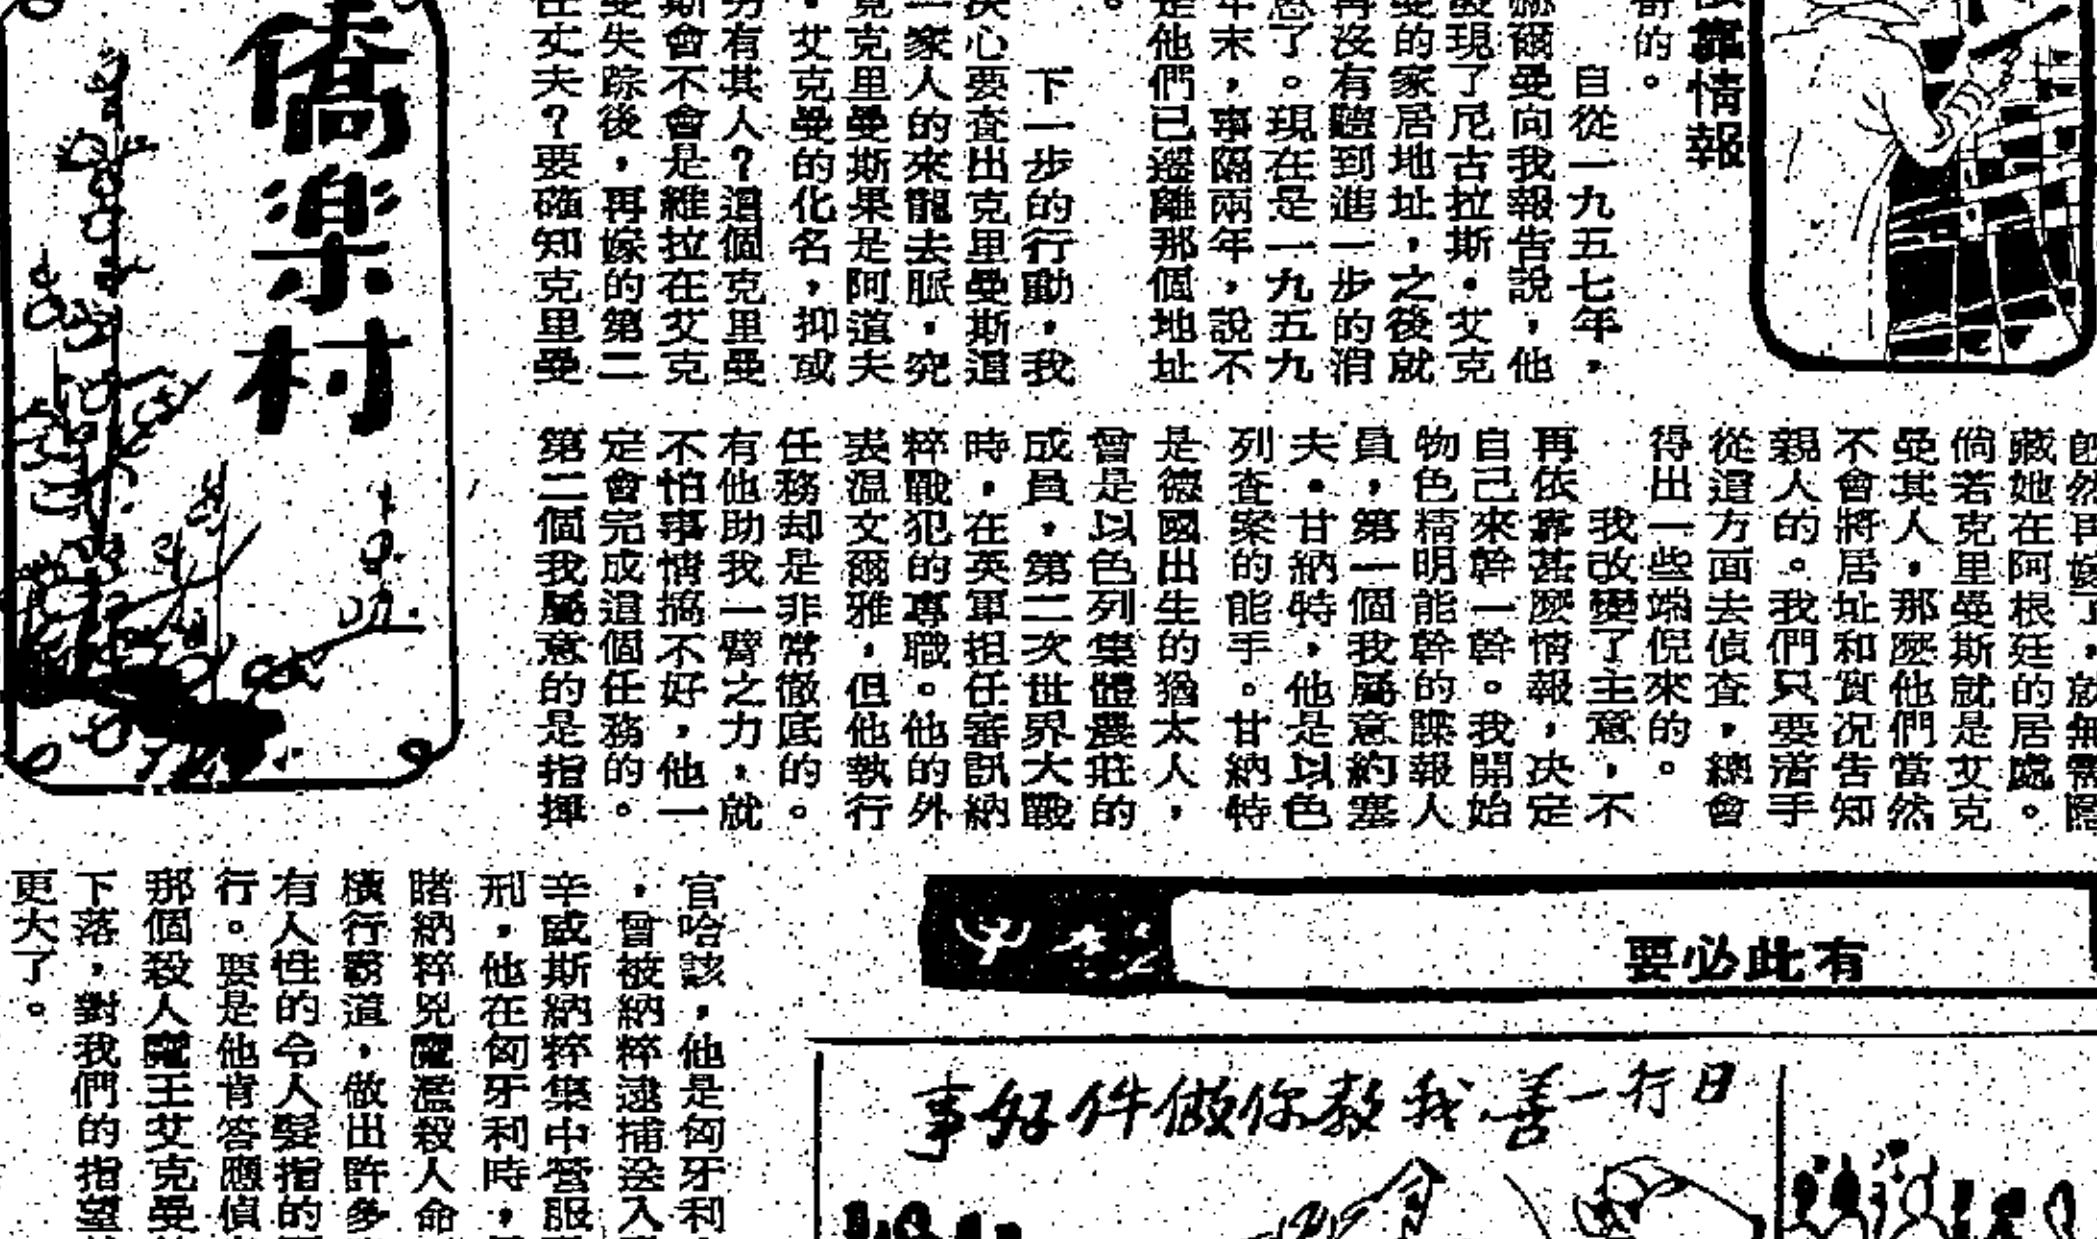 靠情報
的。
自從一九五七年，
赫爾曼向我報告說，他
發現了尼古拉斯・艾克
曼的家居地址，之後就
再沒有聽到進一步的消
息了。現在是一九五九
年末，事隔兩年，說不
是他們已遷離那個地址
。
下一步的行動，我
決心要查出克里曼斯這
一家人的來龍去脈，究
竟克里曼斯果是阿道夫
・艾克曼的化名，抑或
另有其人？這個克里曼
斯會不會是維拉在艾克
曼失踪後，再嫁的第二
任丈夫？要確知克里曼
僑樂村
既然再嫁了，就無需隱
藏她在阿根廷的居處。
倘若克里曼斯就是艾克
曼其人，那麼他們當然
不會將居址和實况告知
親人的。我們只要着手
從這方面去偵查，總會
得出一些端倪來的。
我改變了主意，不
再依靠甚麼情報，决定
自己來幹一幹。我開始
物色精明能幹的諜報人
員，第一個我屬意約塞
夫・甘納特，他是以色
列查案的能手。甘納特
是德國出生的猶太人，
曾是以色列集體農莊的
成員，第二次世界大戰
時，在英軍担任審訊納
粹戰犯的專職。他的外
表温文爾雅，但他執行
任務却是非常徹底的。
有他助我一臂之力，就
不怕事情搞不好，他一
定會完成這個任務的。
第二個我屬意的是指揮
官哈該，他是匈牙利
，曾被納粹逮捕送入
辛威斯納粹集中營服
刑，他在匈牙利時，
睹納粹兇魔濫殺人命
橫行霸道，做出許多
有人性的令人髮指的
行。要是他肯答應偵
那個殺人魔王艾克曼
下落，對我們的指望
更大了。
有此必要
日行一善我教你做件好事